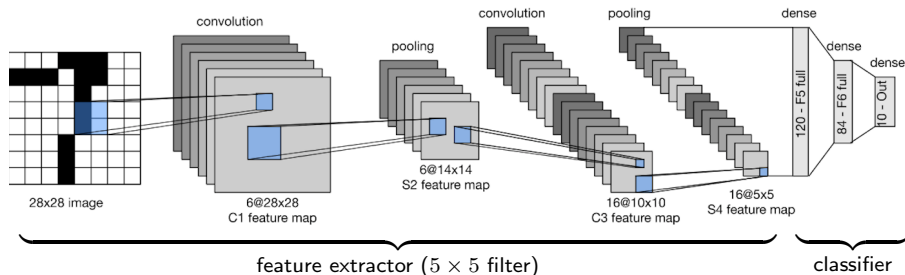 convolution
pooling
convolution
pooling
dense
dense
dense
28x28 image
6@28x28
C1 feature map
6@14x14
S2 feature map
16@10x10
C3 feature map
16@5x5
S4 feature map
120 - F5 full
84 - F6 full
10 - Out
feature extractor (5 × 5 filter)
classifier